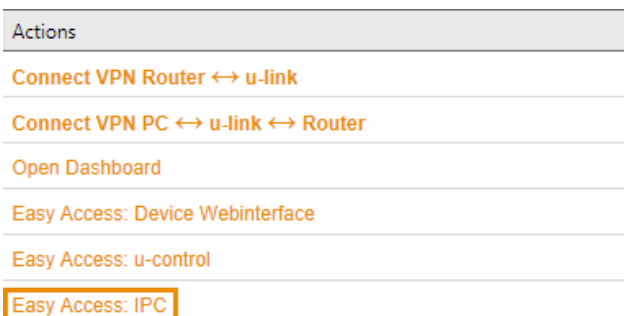 Actions
Connect VPN Router ↔ u-link
Connect VPN PC ↔ u-link ↔ Router
Open Dashboard
Easy Access: Device Webinterface
Easy Access: u-control
Easy Access: IPC